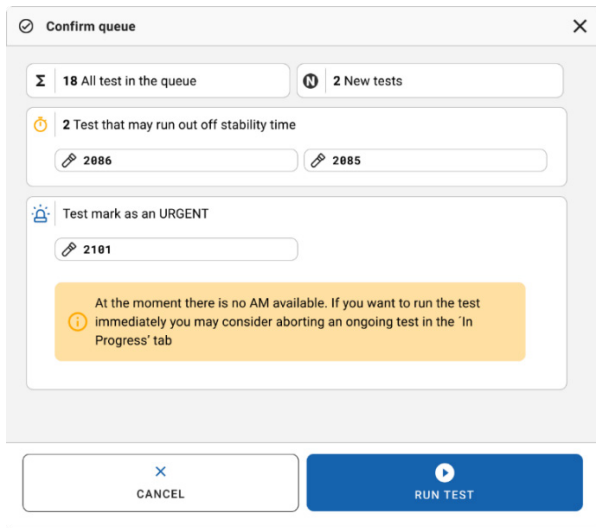 Confirm queue
Σ 18 All test in the queue
N 2 New tests
2 Test that may run out off stability time
2086
2085
Test mark as an URGENT
2101
At the moment there is no AM available. If you want to run the test
immediately you may consider aborting an ongoing test in the ´In
Progress’ tab
CANCEL
RUN TEST